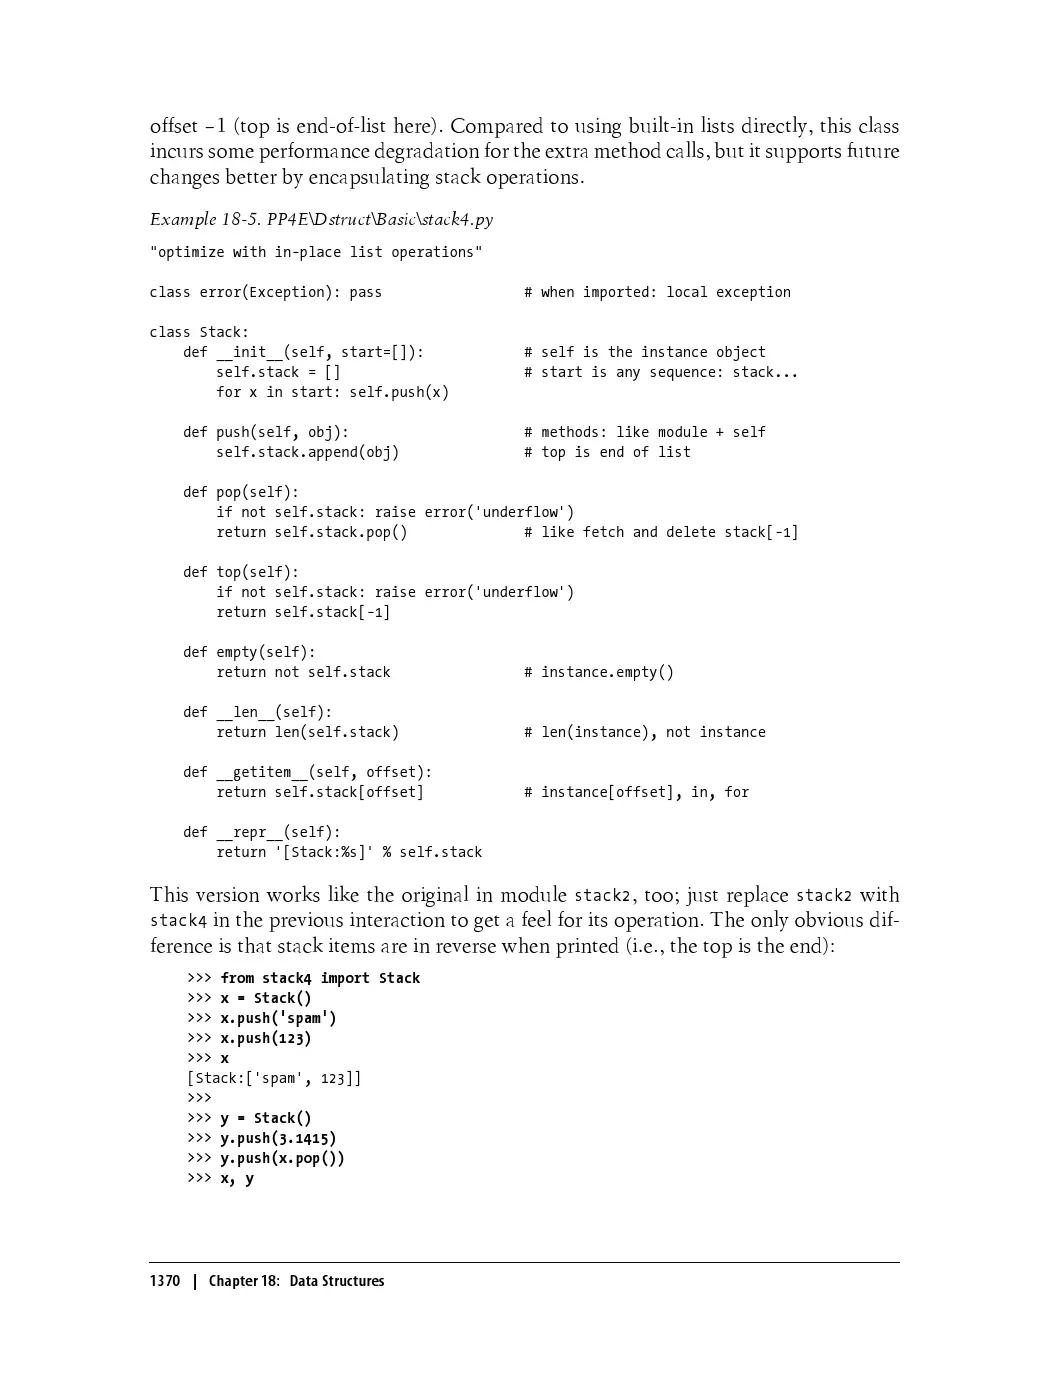 offset –1 (top is end-of-list here). Compared to using built-in lists directly, this class
incurs some performance degradation for the extra method calls, but it supports future
changes better by encapsulating stack operations.
Example 18-5. PP4E\Dstruct\Basic\stack4.py
"optimize with in-place list operations"
class error(Exception): pass                 # when imported: local exception
class Stack:
    def __init__(self, start=[]):            # self is the instance object
        self.stack = []                      # start is any sequence: stack...
        for x in start: self.push(x)
    def push(self, obj):                     # methods: like module + self
        self.stack.append(obj)               # top is end of list
    def pop(self):
        if not self.stack: raise error('underflow')
        return self.stack.pop()              # like fetch and delete stack[-1]
    def top(self):
        if not self.stack: raise error('underflow')
        return self.stack[-1]
    def empty(self):
        return not self.stack                # instance.empty()
    def __len__(self):
        return len(self.stack)               # len(instance), not instance
    def __getitem__(self, offset):
        return self.stack[offset]            # instance[offset], in, for
    def __repr__(self):
        return '[Stack:%s]' % self.stack
This version works like the original in module stack2, too; just replace stack2 with
stack4 in the previous interaction to get a feel for its operation. The only obvious dif-
ference is that stack items are in reverse when printed (i.e., the top is the end):
>>> from stack4 import Stack
>>> x = Stack()
>>> x.push('spam')
>>> x.push(123)
>>> x
[Stack:['spam', 123]]
>>>
>>> y = Stack()
>>> y.push(3.1415)
>>> y.push(x.pop())
>>> x, y
1370 | Chapter 18: Data Structures